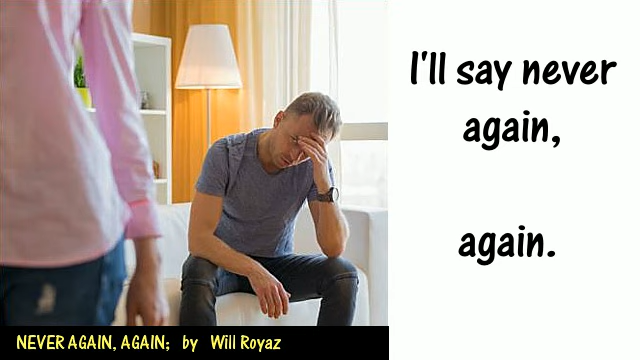 I'll say never
again,
again.
NEVER AGAIN, AGAIN; by Will Royaz